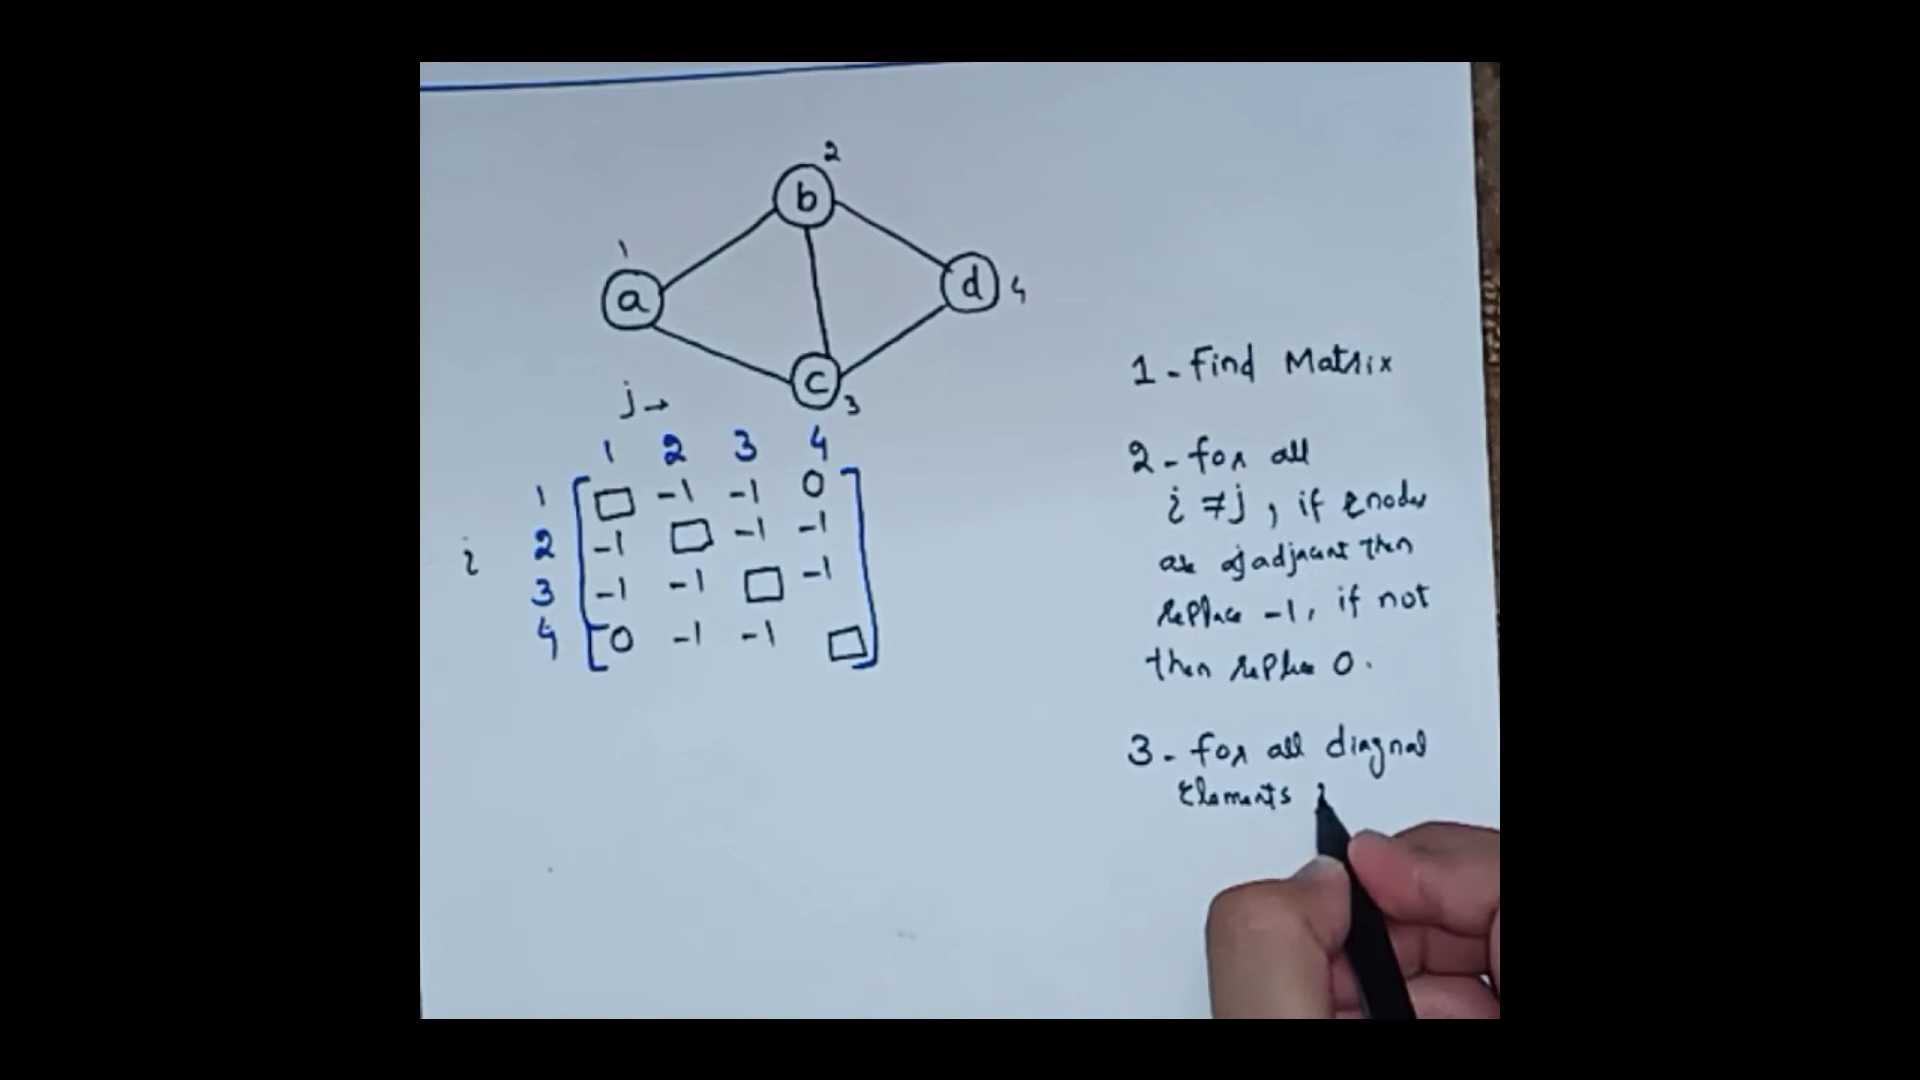 2
b
1
a
d
4
c
3
j→
1 2 3 4
1 -1 -1 0
2 -1 -1 -1
i
3 -1 -1 -1
4 0 -1 -1
1 - Find Matrix
2 - for all
i ≠ j, if nodes
are adjacent then
replace -1, if not
then replace 0.
3 - for all diagnal
Elements